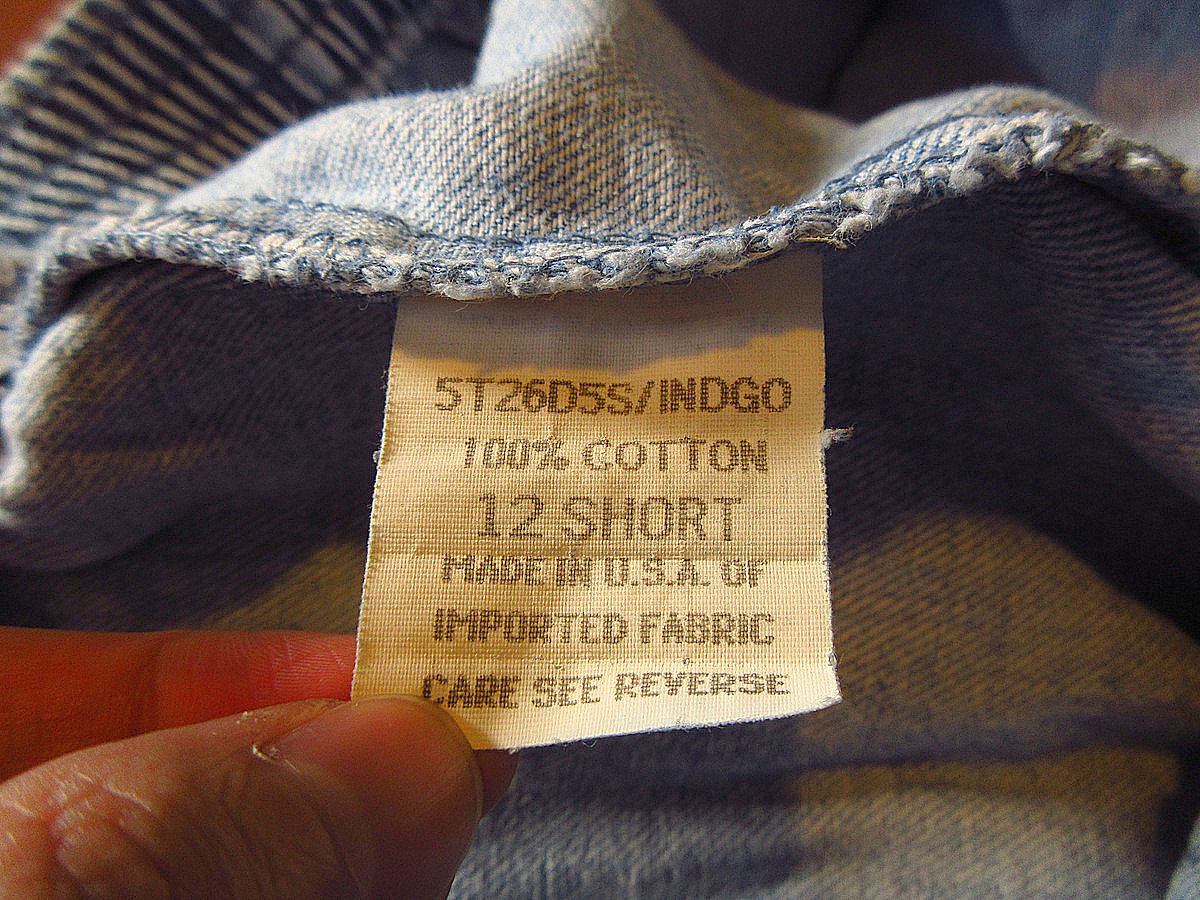 5T26D5S/INDGO
100% COTTON
12 SHORT
MADE IN U.S.A. OF
IMPORTED FABRIC
CARE SEE REVERSE